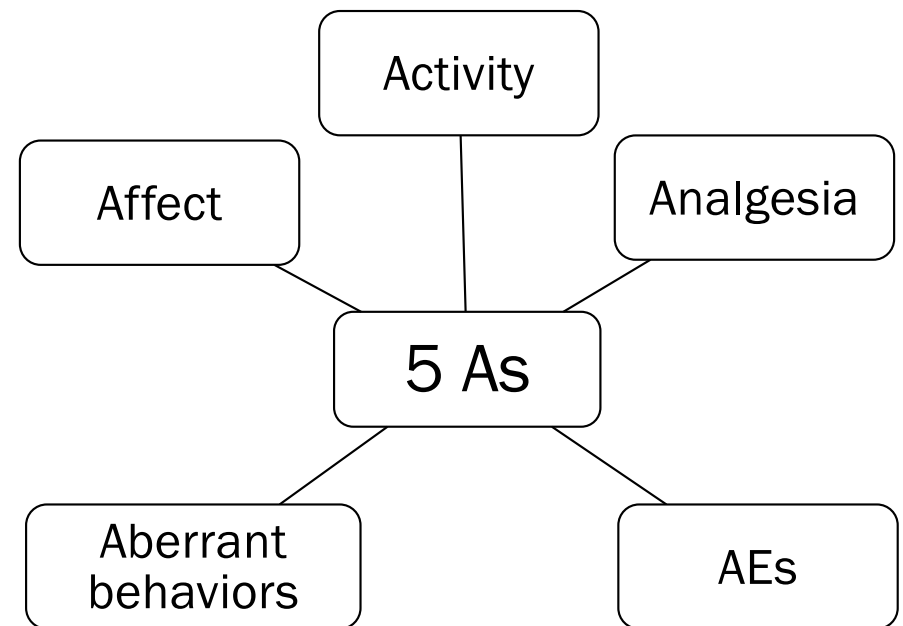 Activity
Affect
Analgesia
5 As
Aberrant
behaviors
AEs